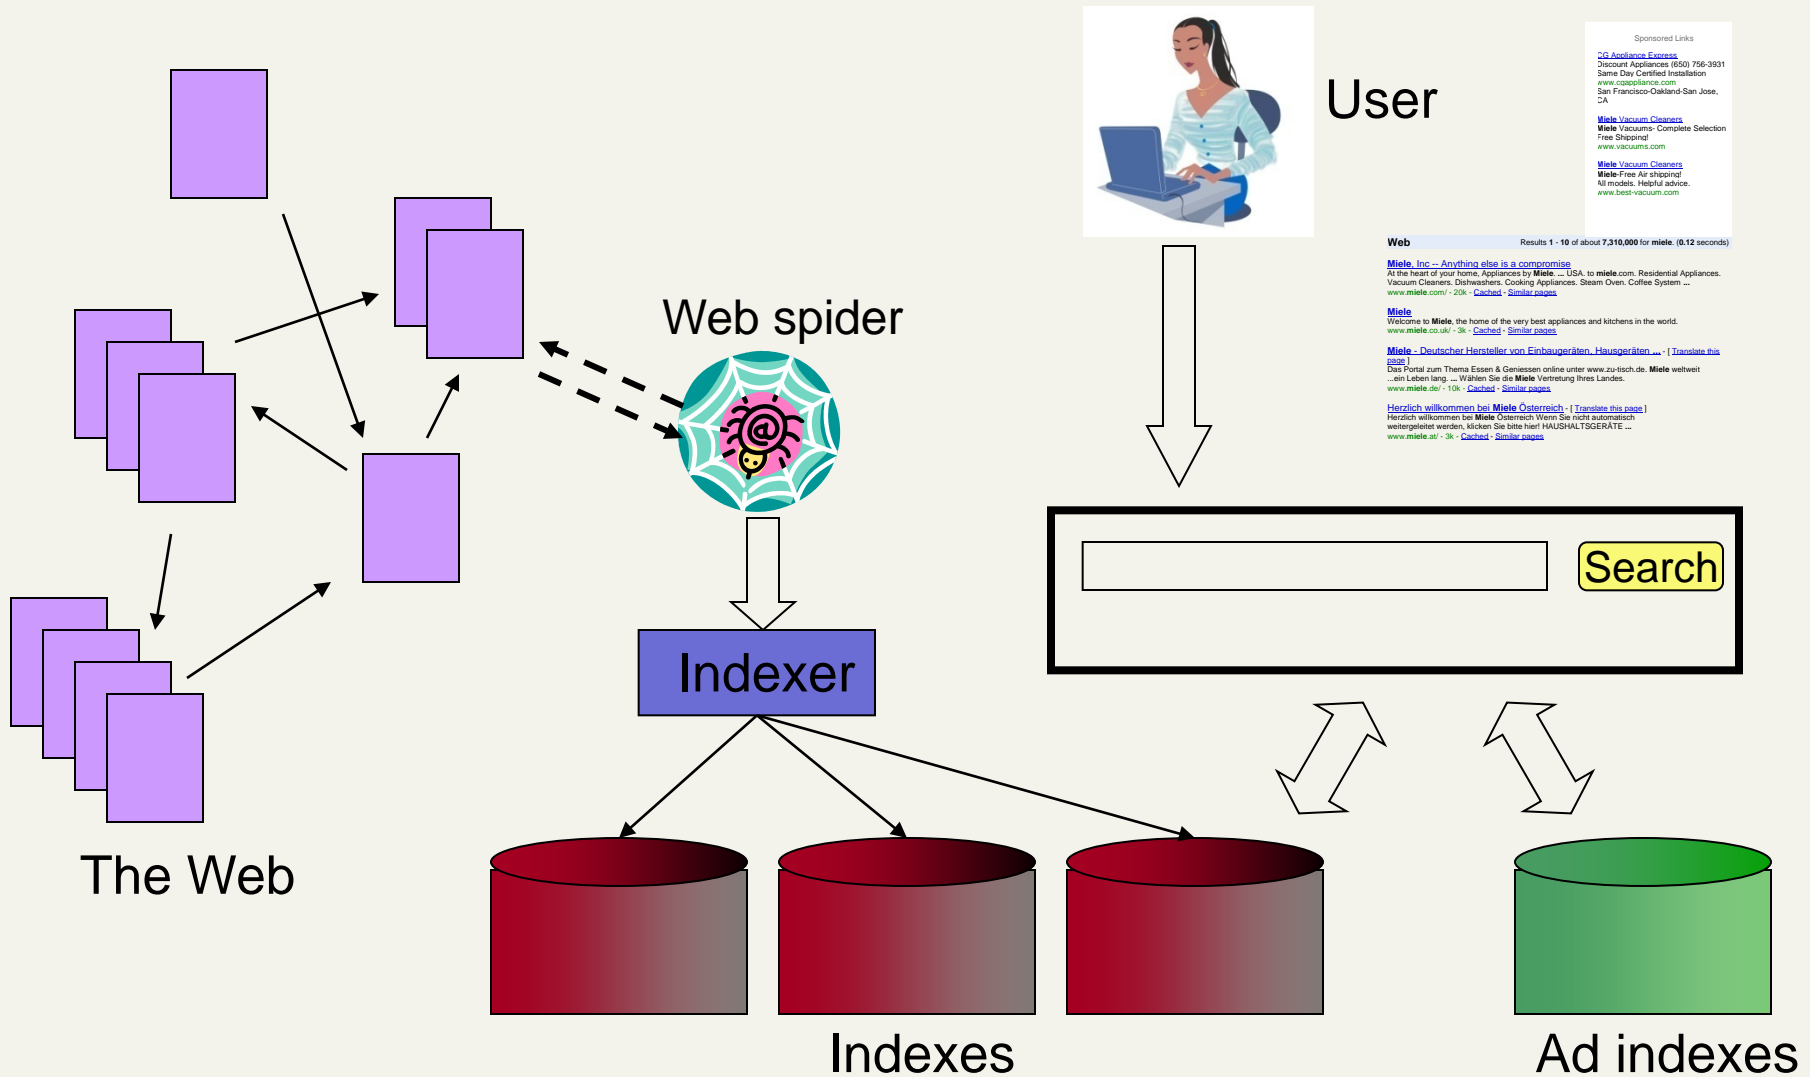 User
Sponsored Links
CG Appliance Express
Discount Appliances (650) 756-3931
Same Day Certified Installation
www.cgappliance.com
San Francisco-Oakland-San Jose,
CA
Miele Vacuum Cleaners
Miele Vacuums- Complete Selection
Free Shipping!
www.vacuums.com
Miele Vacuum Cleaners
Miele-Free Air shipping!
All models. Helpful advice.
www.best-vacuum.com
Web Results 1 - 10 of about 7,310,000 for miele. (0.12 seconds)
Miele, Inc -- Anything else is a compromise
At the heart of your home, Appliances by Miele. ... USA. to miele.com. Residential Appliances.
Vacuum Cleaners. Dishwashers. Cooking Appliances. Steam Oven. Coffee System ...
www.miele.com/ - 20k - Cached - Similar pages
Miele
Welcome to Miele, the home of the very best appliances and kitchens in the world.
www.miele.co.uk/ - 3k - Cached - Similar pages
Miele - Deutscher Hersteller von Einbaugeräten, Hausgeräten ... - [ Translate this
page ]
Das Portal zum Thema Essen & Geniessen online unter www.zu-tisch.de. Miele weltweit
...ein Leben lang. ... Wählen Sie die Miele Vertretung Ihres Landes.
www.miele.de/ - 10k - Cached - Similar pages
Herzlich willkommen bei Miele Österreich - [ Translate this page ]
Herzlich willkommen bei Miele Österreich Wenn Sie nicht automatisch
weitergeleitet werden, klicken Sie bitte hier! HAUSHALTSGERÄTE ...
www.miele.at/ - 3k - Cached - Similar pages
Web spider
@
Search
Indexer
The Web
Indexes
Ad indexes